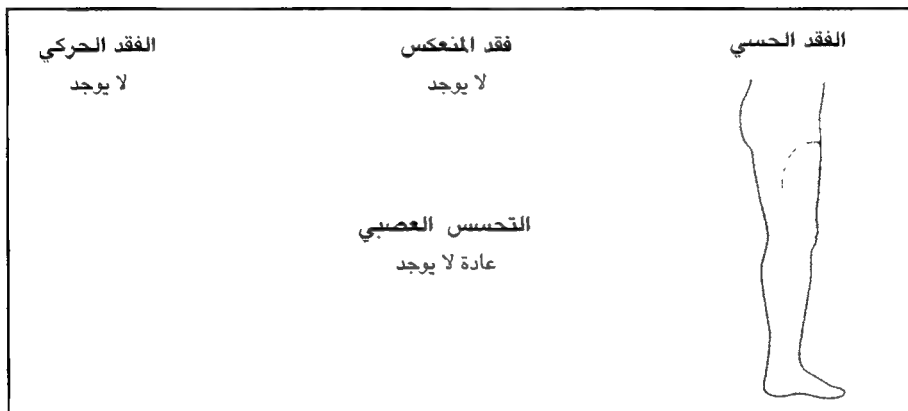 الفقد الحسي
فقد المنعكس
الفقد الحركي
لا يوجد
لا يوجد
التحسس العصبي
عادة لا يوجد